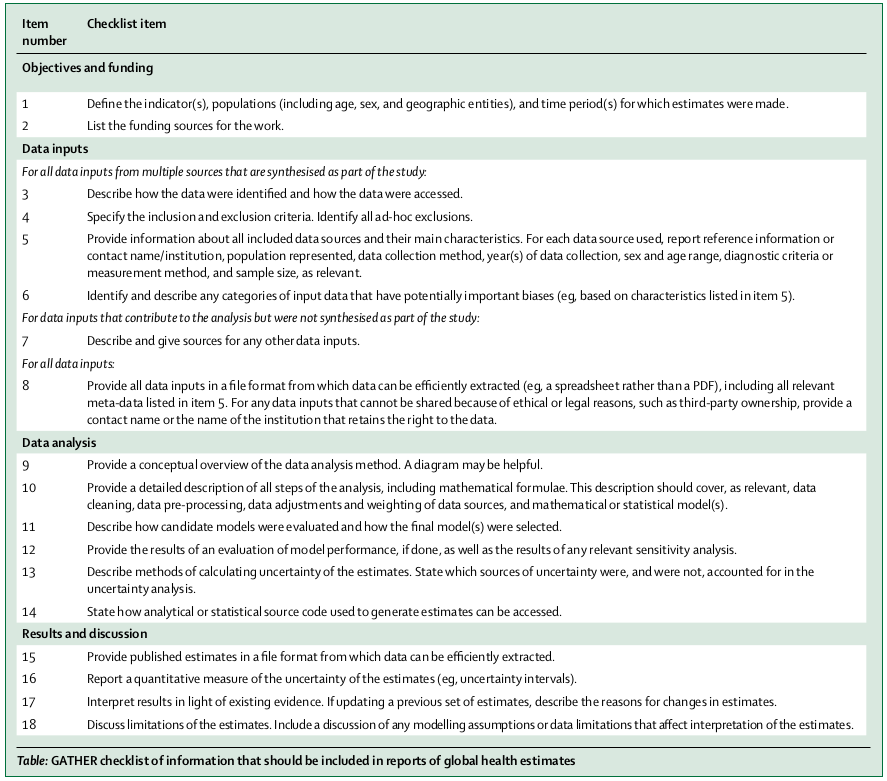 Item number
Checklist item
Objectives and funding
1 Define the indicator(s), populations (including age, sex, and geographic entities), and time period(s) for which estimates were made.
2 List the funding sources for the work.
Data inputs
For all data inputs from multiple sources that are synthesised as part of the study:
3 Describe how the data were identified and how the data were accessed.
4 Specify the inclusion and exclusion criteria. Identify all ad-hoc exclusions.
5 Provide information about all included data sources and their main characteristics. For each data source used, report reference information or
contact name/institution, population represented, data collection method, year(s) of data collection, sex and age range, diagnostic criteria or
measurement method, and sample size, as relevant.
6 Identify and describe any categories of input data that have potentially important biases (eg, based on characteristics listed in item 5).
For data inputs that contribute to the analysis but were not synthesised as part of the study:
7 Describe and give sources for any other data inputs.
For all data inputs:
8 Provide all data inputs in a file format from which data can be efficiently extracted (eg, a spreadsheet rather than a PDF), including all relevant
meta-data listed in item 5. For any data inputs that cannot be shared because of ethical or legal reasons, such as third-party ownership, provide a
contact name or the name of the institution that retains the right to the data.
Data analysis
9 Provide a conceptual overview of the data analysis method. A diagram may be helpful.
10 Provide a detailed description of all steps of the analysis, including mathematical formulae. This description should cover, as relevant, data
cleaning, data pre-processing, data adjustments and weighting of data sources, and mathematical or statistical model(s).
11 Describe how candidate models were evaluated and how the final model(s) were selected.
12 Provide the results of an evaluation of model performance, if done, as well as the results of any relevant sensitivity analysis.
13 Describe methods of calculating uncertainty of the estimates. State which sources of uncertainty were, and were not, accounted for in the
uncertainty analysis.
14 State how analytical or statistical source code used to generate estimates can be accessed.
Results and discussion
15 Provide published estimates in a file format from which data can be efficiently extracted.
16 Report a quantitative measure of the uncertainty of the estimates (eg, uncertainty intervals).
17 Interpret results in light of existing evidence. If updating a previous set of estimates, describe the reasons for changes in estimates.
18 Discuss limitations of the estimates. Include a discussion of any modelling assumptions or data limitations that affect interpretation of the estimates.
Table: GATHER checklist of information that should be included in reports of global health estimates